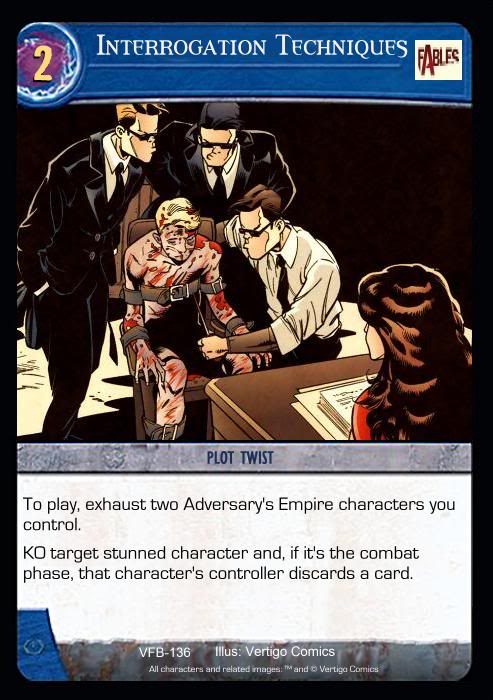 2
INTERROGATION TECHNIQUES
FABLES
PLOT TWIST
To play, exhaust two Adversary's Empire characters you
control.
KO target stunned character and, if it's the combat
phase, that character's controller discards a card.
VFB-136 Illus: Vertigo Comics
All characters and related images: ™ and © Vertigo Comics